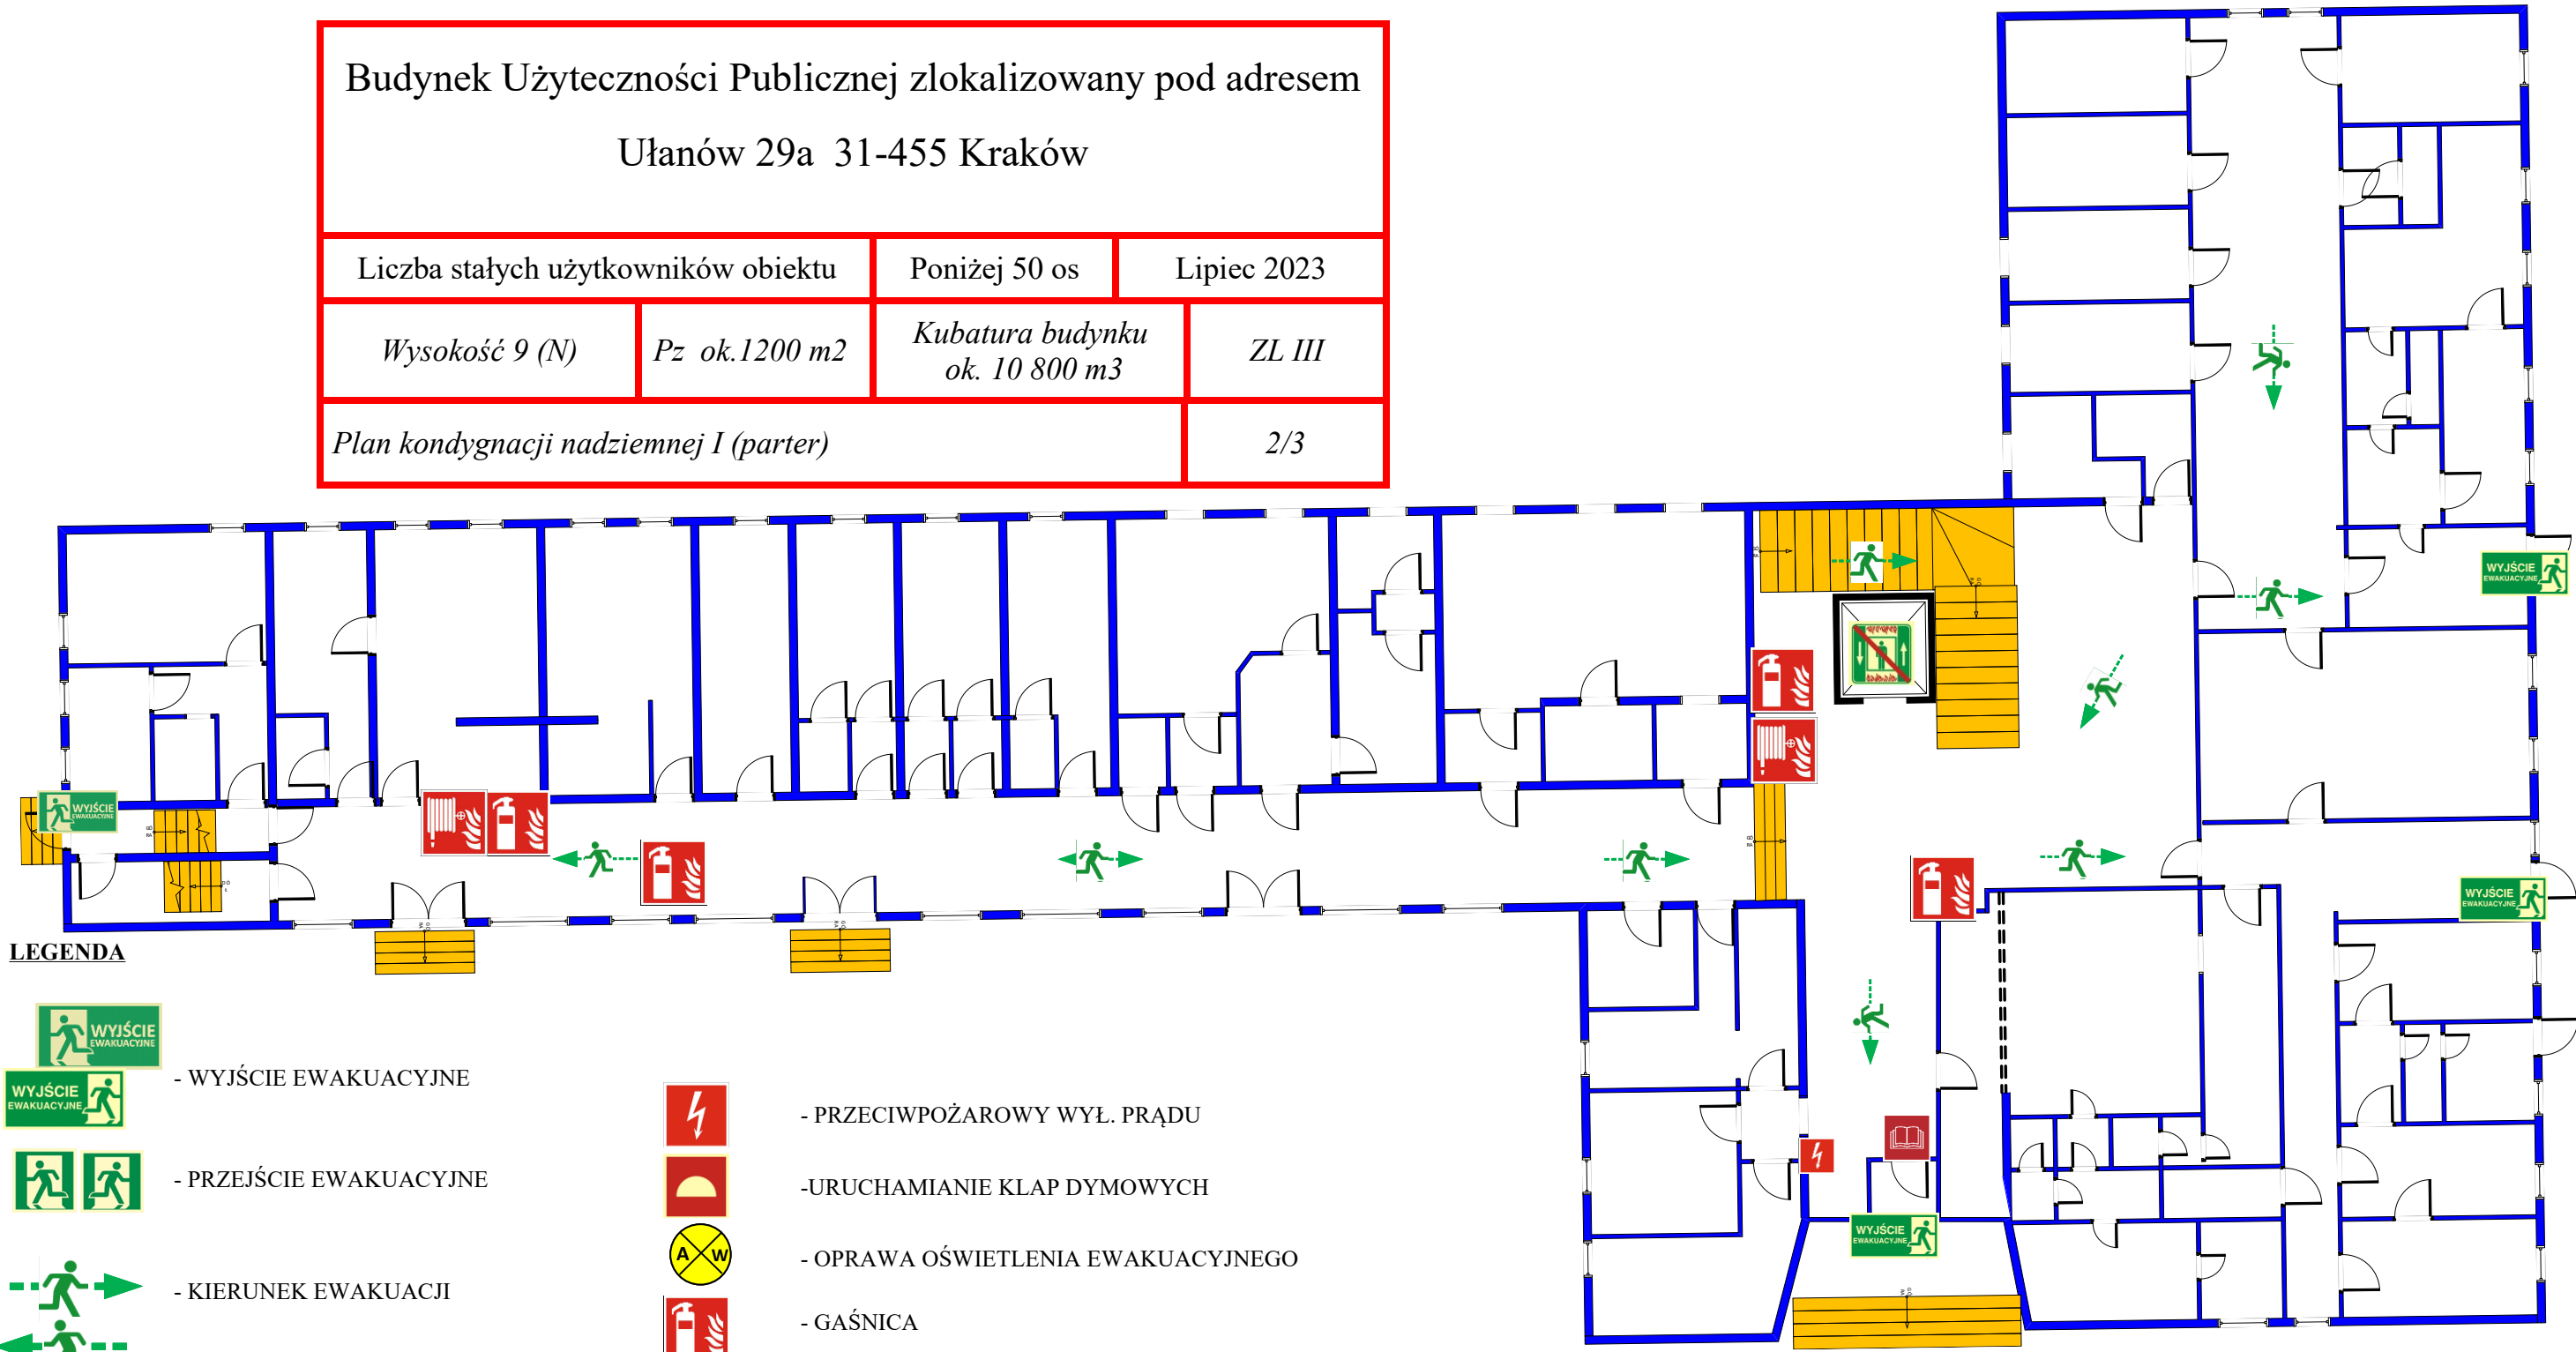 Budynek Użyteczności Publicznej zlokalizowany pod adresem
Ułanów 29a 31-455 Kraków
Liczba stałych użytkowników obiektu
Poniżej 50 os
Lipiec 2023
Wysokość 9 (N)
Pz ok.1200 m2
Kubatura budynku
ok. 10 800 m3
ZL III
Plan kondygnacji nadziemnej I (parter)
2/3
WYJŚCIE
EWAKUACYJNE
WYJŚCIE
EWAKUACYJNE
WYJŚCIE
EWAKUACYJNE
WYJŚCIE
EWAKUACYJNE
LEGENDA
WYJŚCIE
EWAKUACYJNE
WYJŚCIE
EWAKUACYJNE
- WYJŚCIE EWAKUACYJNE
- PRZEJŚCIE EWAKUACYJNE
- KIERUNEK EWAKUACJI
- PRZECIWPOŻAROWY WYŁ. PRĄDU
-URUCHAMIANIE KLAP DYMOWYCH
A W
- OPRAWA OŚWIETLENIA EWAKUACYJNEGO
- GAŚNICA